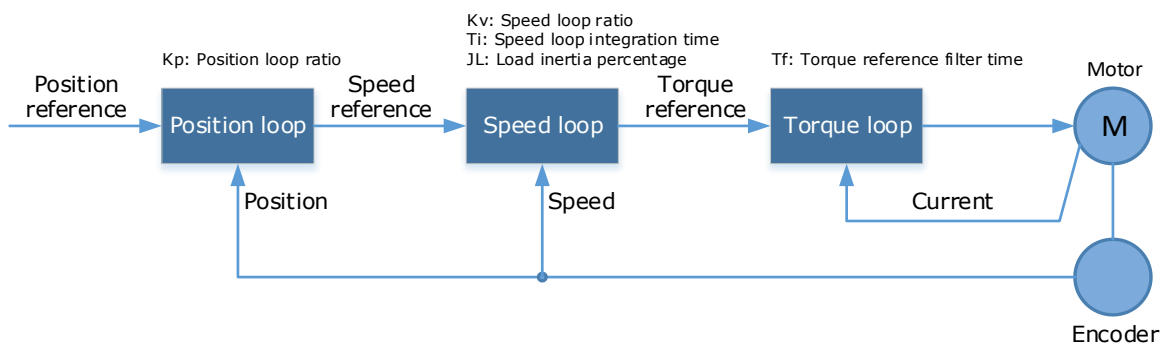 Kv: Speed loop ratio
Ti: Speed loop integration time
Kp: Position loop ratio
JL: Load inertia percentage
Tf: Torque reference filter time
Motor
Position
reference
Speed
reference
Torque
reference
Position loop
Speed loop
Torque loop
M
Position
Speed
Current
Encoder